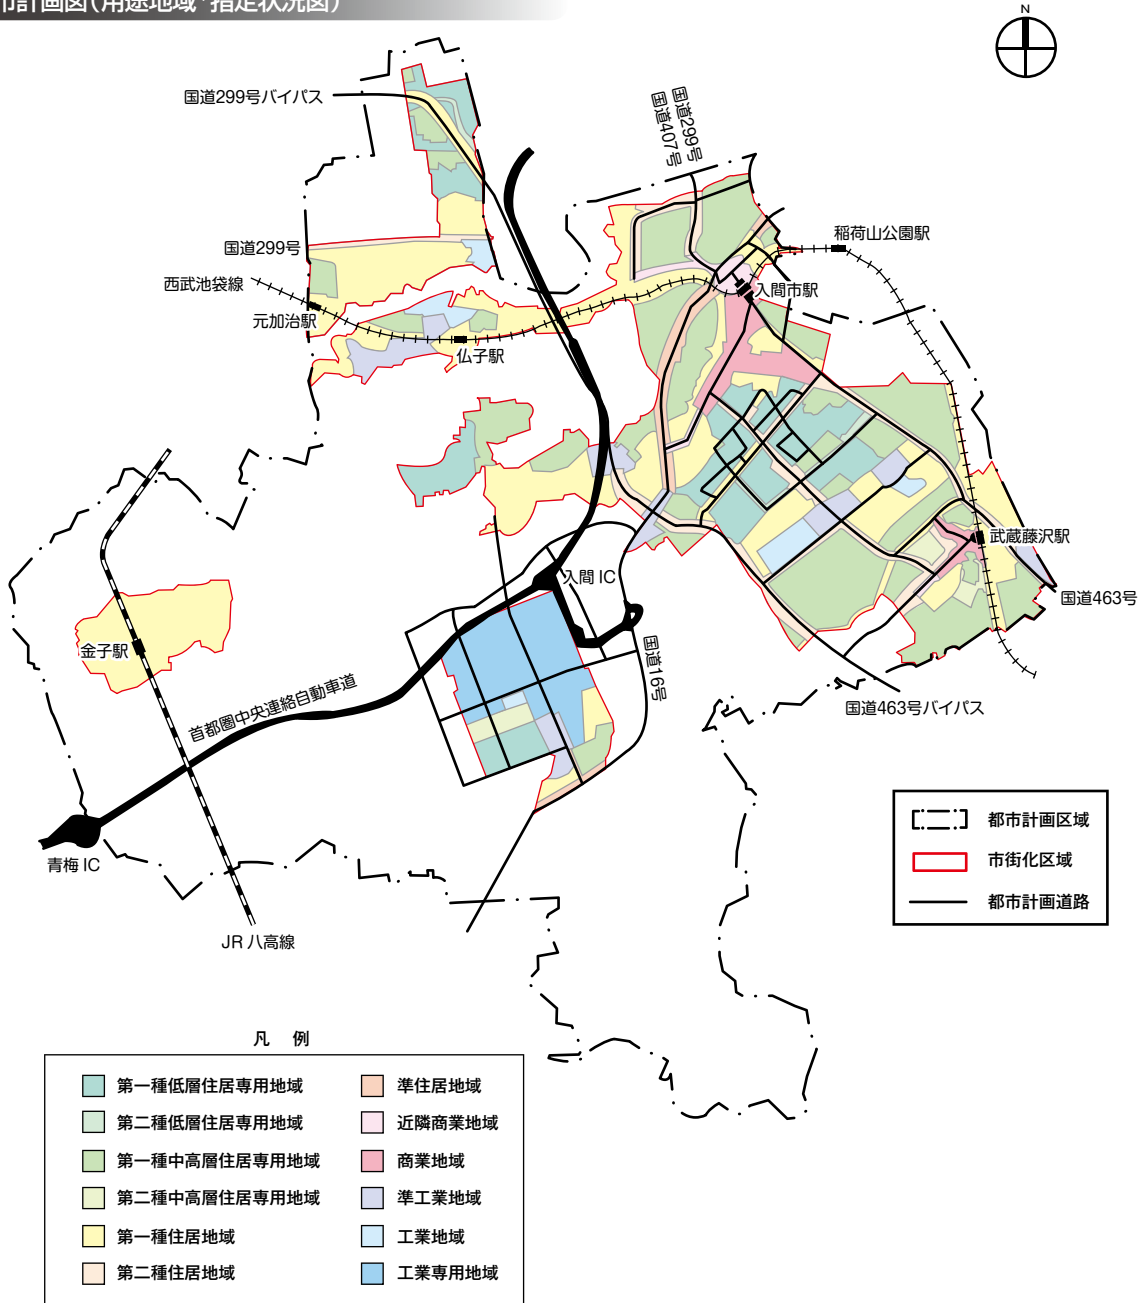 市計画図(用途地域・指定状況図)
N
国道299号バイパス
国道299号
国道407号
国道299号
稲荷山公園駅
西武池袋線
入間市駅
元加治駅
仏子駅
武蔵藤沢駅
入間IC
国道463号
金子駅
国道16号
首都圏中央連絡自動車道
国道463号バイパス
青梅IC
JR八高線
都市計画区域
市街化区域
都市計画道路
凡 例
第一種低層住居専用地域
第二種低層住居専用地域
第一種中高層住居専用地域
第二種中高層住居専用地域
第一種住居地域
第二種住居地域
準住居地域
近隣商業地域
商業地域
準工業地域
工業地域
工業専用地域